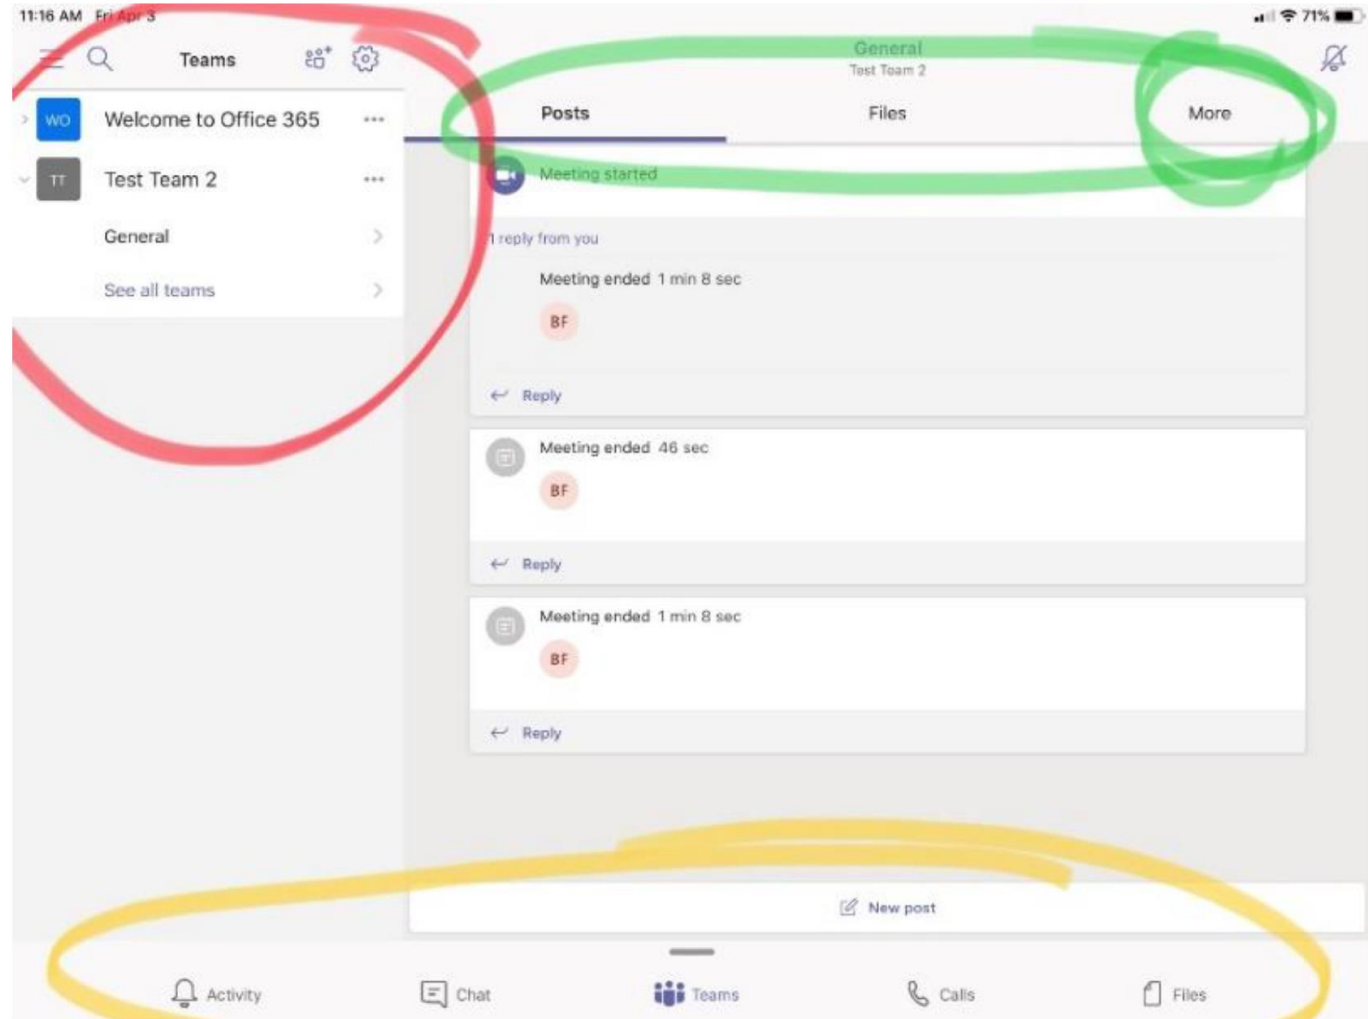 11:16 AM Fri Apr 3
71%
Teams
General
Test Team 2
WO Welcome to Office 365
TT Test Team 2
General
See all teams
Posts Files More
Meeting started
1 reply from you
Meeting ended 1 min 8 sec
BF
Reply
Meeting ended 46 sec
BF
Reply
Meeting ended 1 min 8 sec
BF
Reply
New post
Activity Chat Teams Calls Files